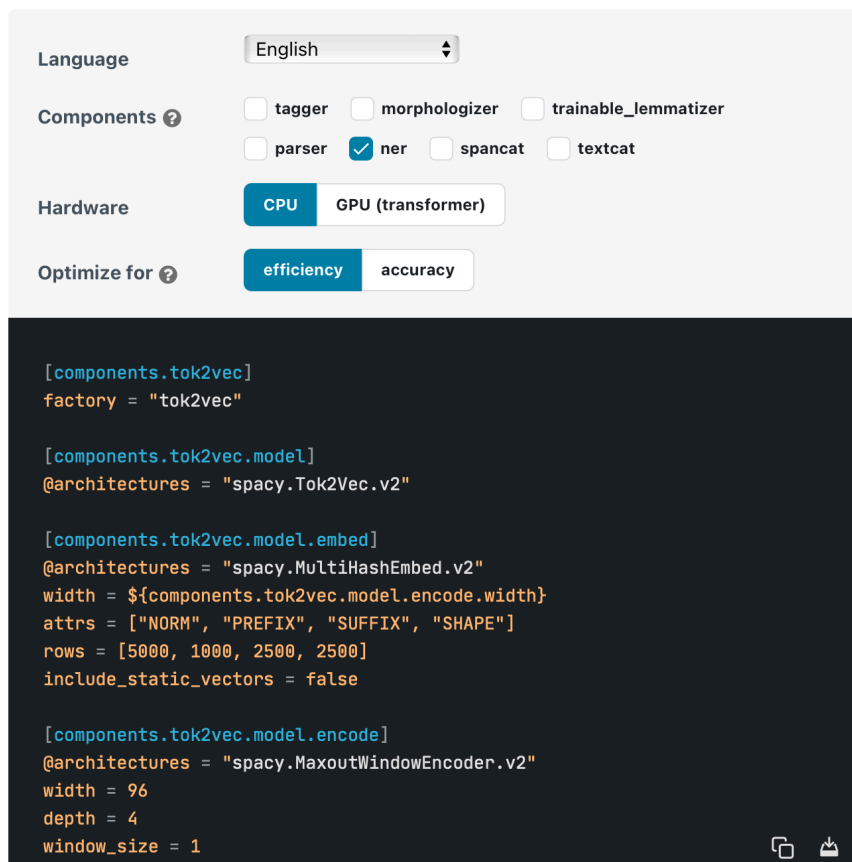 Language English
Components ? tagger morphologizer trainable_lemmatizer
parser ner spancat textcat
Hardware CPU GPU (transformer)
Optimize for ? efficiency accuracy
[components.tok2vec]
factory = "tok2vec"
[components.tok2vec.model]
@architectures = "spacy.Tok2Vec.v2"
[components.tok2vec.model.embed]
@architectures = "spacy.MultiHashEmbed.v2"
width = ${components.tok2vec.model.encode.width}
attrs = ["NORM", "PREFIX", "SUFFIX", "SHAPE"]
rows = [5000, 1000, 2500, 2500]
include_static_vectors = false
[components.tok2vec.model.encode]
@architectures = "spacy.MaxoutWindowEncoder.v2"
width = 96
depth = 4
window_size = 1